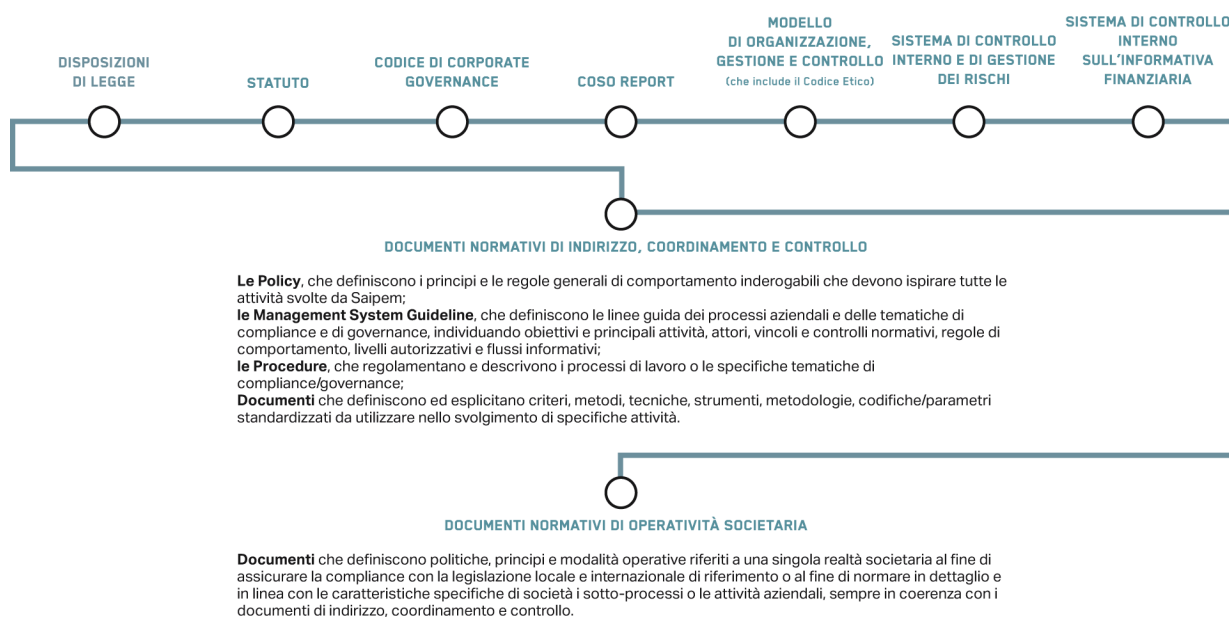 DISPOSIZIONI
DI LEGGE
STATUTO
CODICE DI CORPORATE
GOVERNANCE
COSO REPORT
MODELLO
DI ORGANIZZAZIONE,
GESTIONE E CONTROLLO
(che include il Codice Etico)
SISTEMA DI CONTROLLO
INTERNO E DI GESTIONE
DEI RISCHI
SISTEMA DI CONTROLLO
INTERNO
SULL'INFORMATIVA
FINANZIARIA
DOCUMENTI NORMATIVI DI INDIRIZZO, COORDINAMENTO E CONTROLLO
Le Policy, che definiscono i principi e le regole generali di comportamento inderogabili che devono ispirare tutte le
attività svolte da Saipem;
le Management System Guideline, che definiscono le linee guida dei processi aziendali e delle tematiche di
compliance e di governance, individuando obiettivi e principali attività, attori, vincoli e controlli normativi, regole di
comportamento, livelli autorizzativi e flussi informativi;
le Procedure, che regolamentano e descrivono i processi di lavoro o le specifiche tematiche di
compliance/governance;
Documenti che definiscono ed esplicitano criteri, metodi, tecniche, strumenti, metodologie, codifiche/parametri
standardizzati da utilizzare nello svolgimento di specifiche attività.
DOCUMENTI NORMATIVI DI OPERATIVITÀ SOCIETARIA
Documenti che definiscono politiche, principi e modalità operative riferiti a una singola realtà societaria al fine di
assicurare la compliance con la legislazione locale e internazionale di riferimento o al fine di normare in dettaglio e
in linea con le caratteristiche specifiche di società i sotto-processi o le attività aziendali, sempre in coerenza con i
documenti di indirizzo, coordinamento e controllo.